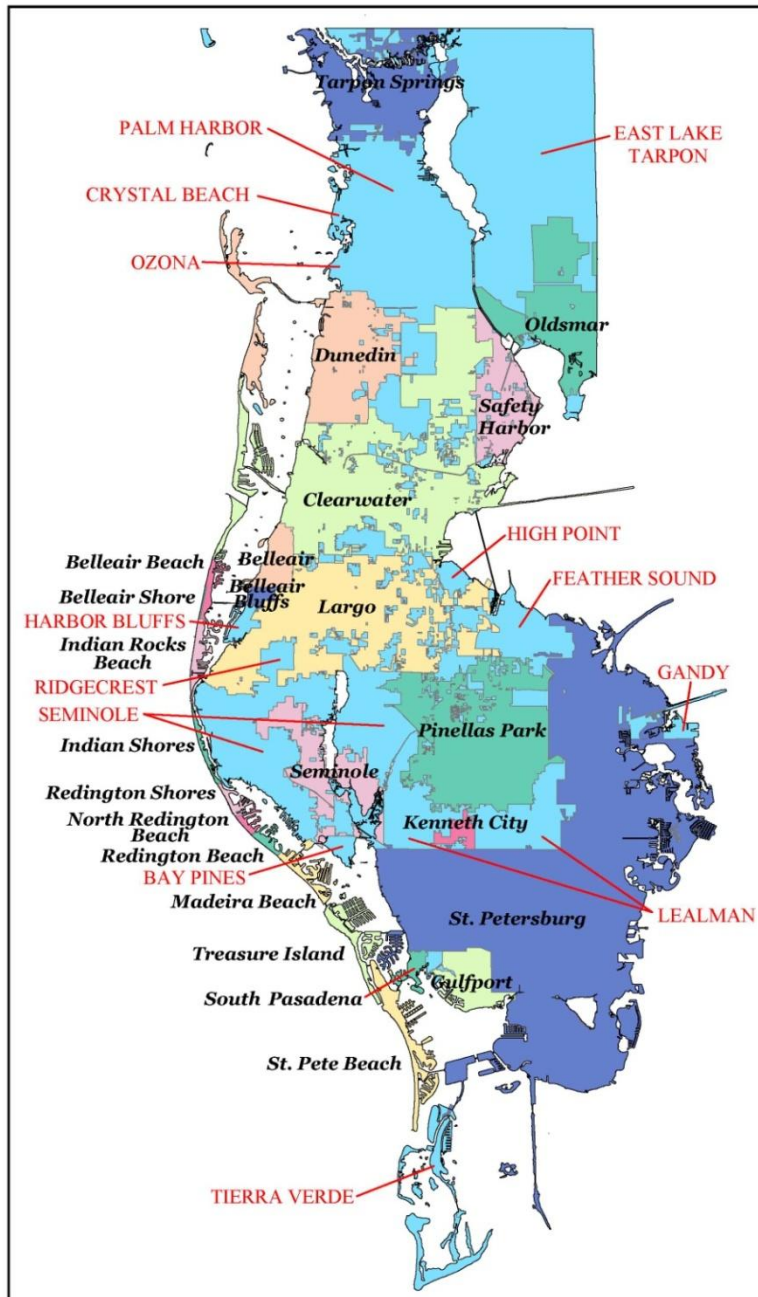 Tarpon Springs
PALM HARBOR
EAST LAKE
TARPON
CRYSTAL BEACH
OZONA
Oldsmar
Dunedin
Safety
Harbor
Clearwater
HIGH POINT
Belleair Beach
Belleair
FEATHER SOUND
Belleair Shore
Belleair
Bluffs
Largo
HARBOR BLUFFS
Indian Rocks
Beach
RIDGECREST
GANDY
SEMINOLE
Indian Shores
Pinellas Park
Seminole
Redington Shores
North Redington
Beach
Kenneth City
Redington Beach
BAY PINES
Madeira Beach
St. Petersburg
LEALMAN
Treasure Island
Gulfport
South Pasadena
St. Pete Beach
TIERRA VERDE